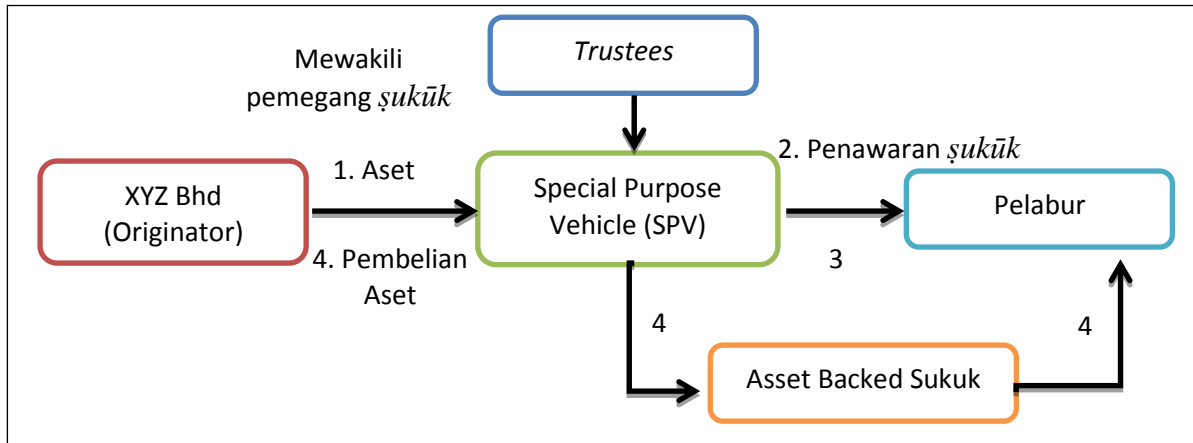 Trustees
Mewakili
pemegang ṣukūk
XYZ Bhd
(Originator)
1. Aset
4. Pembelian
Aset
Special Purpose
Vehicle (SPV)
2. Penawaran ṣukūk
3
Pelabur
4
Asset Backed Sukuk
4